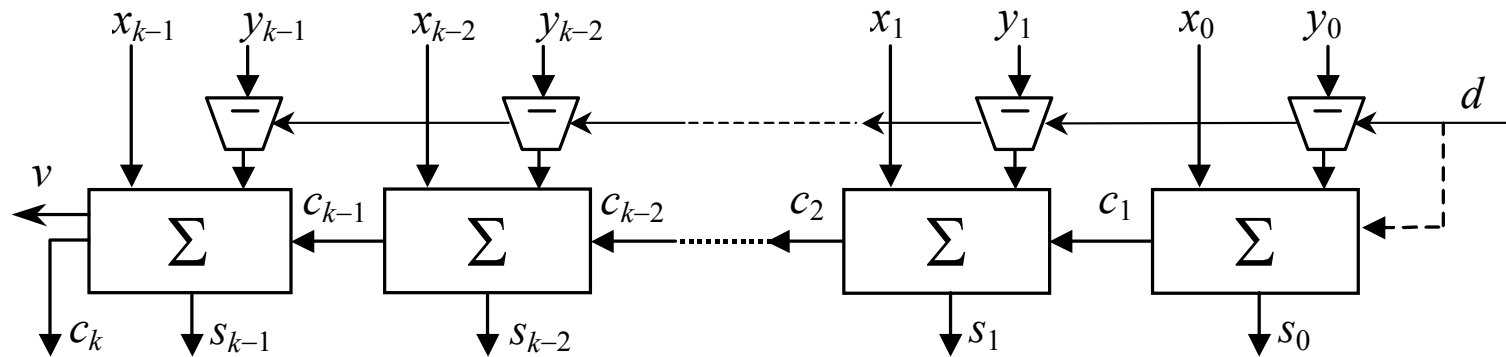 x_{k–1} y_{k–1} x_{k–2} y_{k–2} x_1 y_1 x_0 y_0
– – – – d
v c_{k–1} c_{k–2} c_2 c_1
Σ Σ Σ Σ
c_k s_{k–1} s_{k–2} s_1 s_0